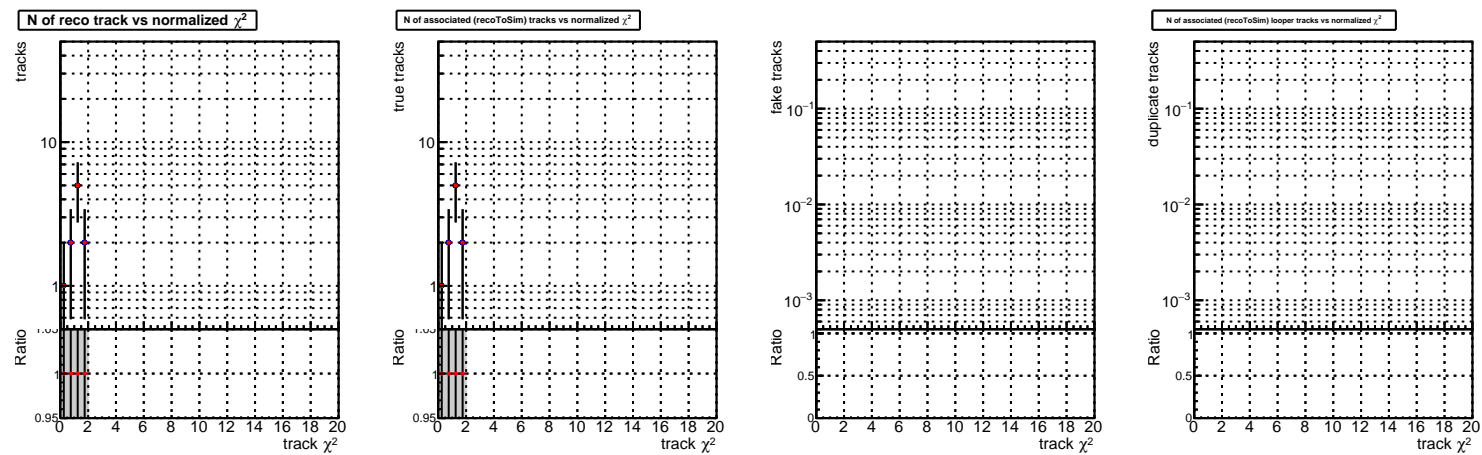 N of reco track vs normalized χ²
tracks
10
1
Ratio
1.05
1
0.95
0 2 4 6 8 10 12 14 16 18 20
track χ²
N of associated (recoToSim) tracks vs normalized χ²
true tracks
10
1
Ratio
1.05
1
0.95
0 2 4 6 8 10 12 14 16 18 20
track χ²
fake tracks
10⁻¹
10⁻²
10⁻³
Ratio
1
0.5
0
0 2 4 6 8 10 12 14 16 18 20
track χ²
N of associated (recoToSim) looper tracks vs normalized χ²
duplicate tracks
10⁻¹
10⁻²
10⁻³
Ratio
1
0.5
0
0 2 4 6 8 10 12 14 16 18 20
track χ²